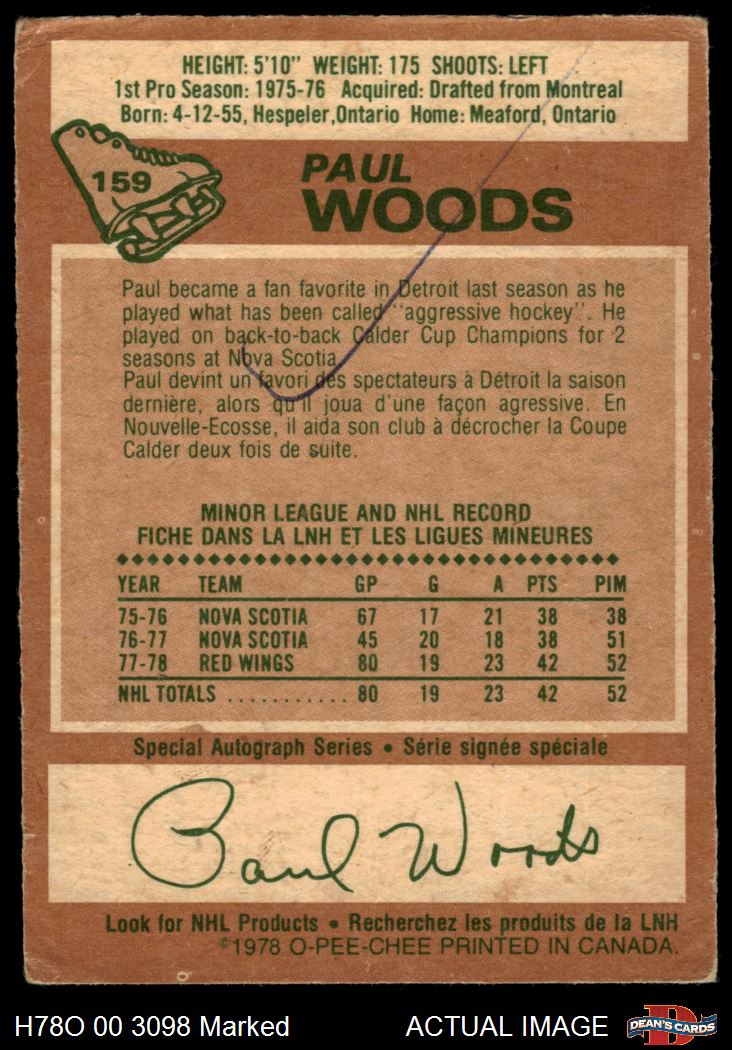 HEIGHT: 5'10" WEIGHT: 175 SHOOTS: LEFT
1st Pro Season: 1975-76 Acquired: Drafted from Montreal
Born: 4-12-55, Hespeler,Ontario Home: Meaford, Ontario
159
PAUL
WOODS
Paul became a fan favorite in Detroit last season as he
played what has been called "aggressive hockey". He
played on back-to-back Calder Cup Champions for 2
seasons at Nova Scotia.
Paul devint un favori des spectateurs à Détroit la saison
dernière, alors qu'il joua d'une façon agressive. En
Nouvelle-Ecosse, il aida son club à décrocher la Coupe
Calder deux fois de suite.
MINOR LEAGUE AND NHL RECORD
FICHE DANS LA LNH ET LES LIGUES MINEURES
YEAR TEAM GP G A PTS PIM
75-76 NOVA SCOTIA 67 17 21 38 38
76-77 NOVA SCOTIA 45 20 18 38 51
77-78 RED WINGS 80 19 23 42 52
NHL TOTALS ............ 80 19 23 42 52
Special Autograph Series • Série signée spéciale
Paul Woods
Look for NHL Products • Recherchez les produits de la LNH
©1978 O-PEE-CHEE PRINTED IN CANADA.
H78O 00 3098 Marked ACTUAL IMAGE D DEAN'S CARDS